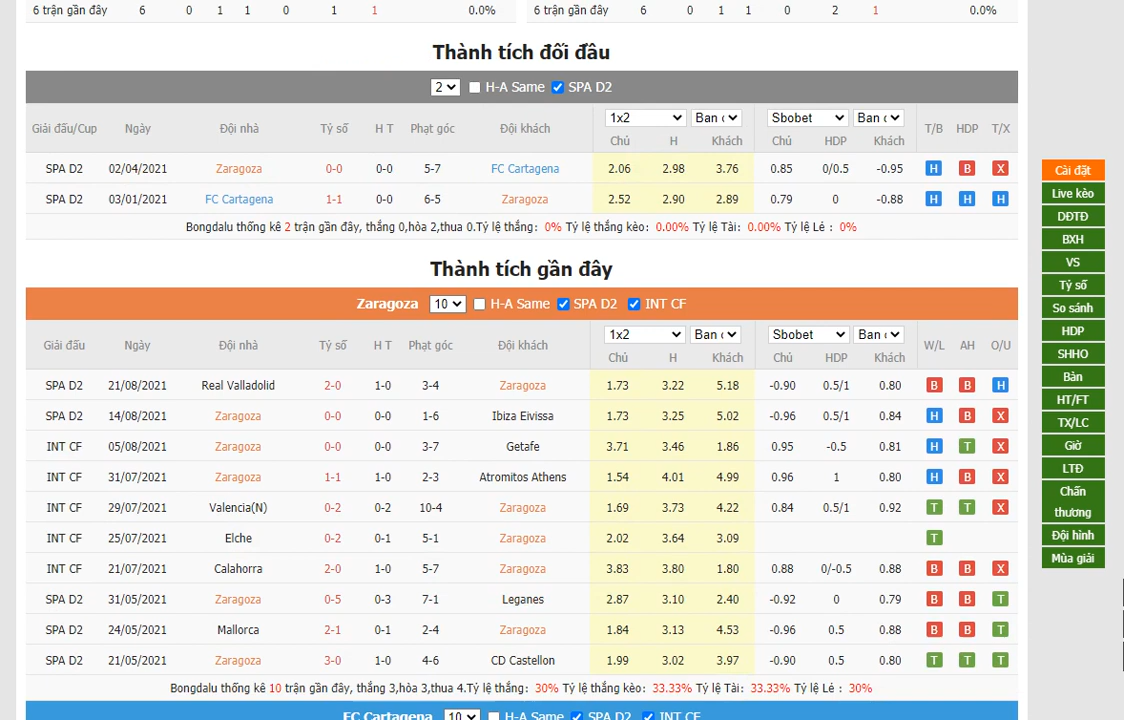 6 trận gần đây 6 0 1 1 0 1 1 0.0% 6 trận gần đây 6 0 1 1 0 2 1 0.0%
Thành tích đối đầu
2 H-A Same SPA D2
Giải đấu/Cup Ngày Đội nhà Tỷ số H T Phạt góc Đội khách 1x2 Ban Sbobet Ban T/B HDP T/X
Chủ H Khách Chủ HDP Khách
SPA D2 02/04/2021 Zaragoza 0-0 0-0 5-7 FC Cartagena 2.06 2.98 3.76 0.85 0/0.5 -0.95 H B X
SPA D2 03/01/2021 FC Cartagena 1-1 0-0 6-5 Zaragoza 2.52 2.90 2.89 0.79 0 -0.88 H H H
Bongdalu thống kê 2 trận gần đây, thắng 0,hòa 2,thua 0.Tỷ lệ thắng: 0% Tỷ lệ thắng kèo: 0.00% Tỷ lệ Tài: 0.00% Tỷ lệ Lẻ : 0%
Thành tích gần đây
Zaragoza 10 H-A Same SPA D2 INT CF
Giải đấu Ngày Đội nhà Tỷ số H T Phạt góc Đội khách 1x2 Ban Sbobet Ban W/L AH O/U
Chủ H Khách Chủ HDP Khách
SPA D2 21/08/2021 Real Valladolid 2-0 1-0 3-4 Zaragoza 1.73 3.22 5.18 -0.90 0.5/1 0.80 B B H
SPA D2 14/08/2021 Zaragoza 0-0 0-0 1-6 Ibiza Eivissa 1.73 3.25 5.02 -0.96 0.5/1 0.84 H B X
INT CF 05/08/2021 Zaragoza 0-0 0-0 3-7 Getafe 3.71 3.46 1.86 0.95 -0.5 0.81 H T X
INT CF 31/07/2021 Zaragoza 1-1 1-0 2-3 Atromitos Athens 1.54 4.01 4.99 0.96 1 0.80 H B X
INT CF 29/07/2021 Valencia(N) 0-2 0-2 10-4 Zaragoza 1.69 3.73 4.22 0.84 0.5/1 0.92 T T X
INT CF 25/07/2021 Elche 0-2 0-1 5-1 Zaragoza 2.02 3.64 3.09 T
INT CF 21/07/2021 Calahorra 2-0 1-0 5-7 Zaragoza 3.83 3.80 1.80 0.88 0/-0.5 0.88 B B X
SPA D2 31/05/2021 Zaragoza 0-5 0-3 7-1 Leganes 2.87 3.10 2.40 -0.92 0 0.79 B B T
SPA D2 24/05/2021 Mallorca 2-1 0-1 2-4 Zaragoza 1.84 3.13 4.53 -0.96 0.5 0.88 B B T
SPA D2 21/05/2021 Zaragoza 3-0 1-0 4-6 CD Castellon 1.99 3.02 3.97 -0.90 0.5 0.80 T T T
Bongdalu thống kê 10 trận gần đây, thắng 3,hòa 3,thua 4.Tỷ lệ thắng: 30% Tỷ lệ thắng kèo: 33.33% Tỷ lệ Tài: 33.33% Tỷ lệ Lẻ : 30%
FC Cartagena 10 H-A Same SPA D2 INT CF
Cài đặt
Live kèo
DĐTĐ
BXH
VS
Tỷ số
So sánh
HDP
SHHO
Bàn
HT/FT
TX/LC
Giờ
LTĐ
Chấn
thương
Đội hình
Mùa giải